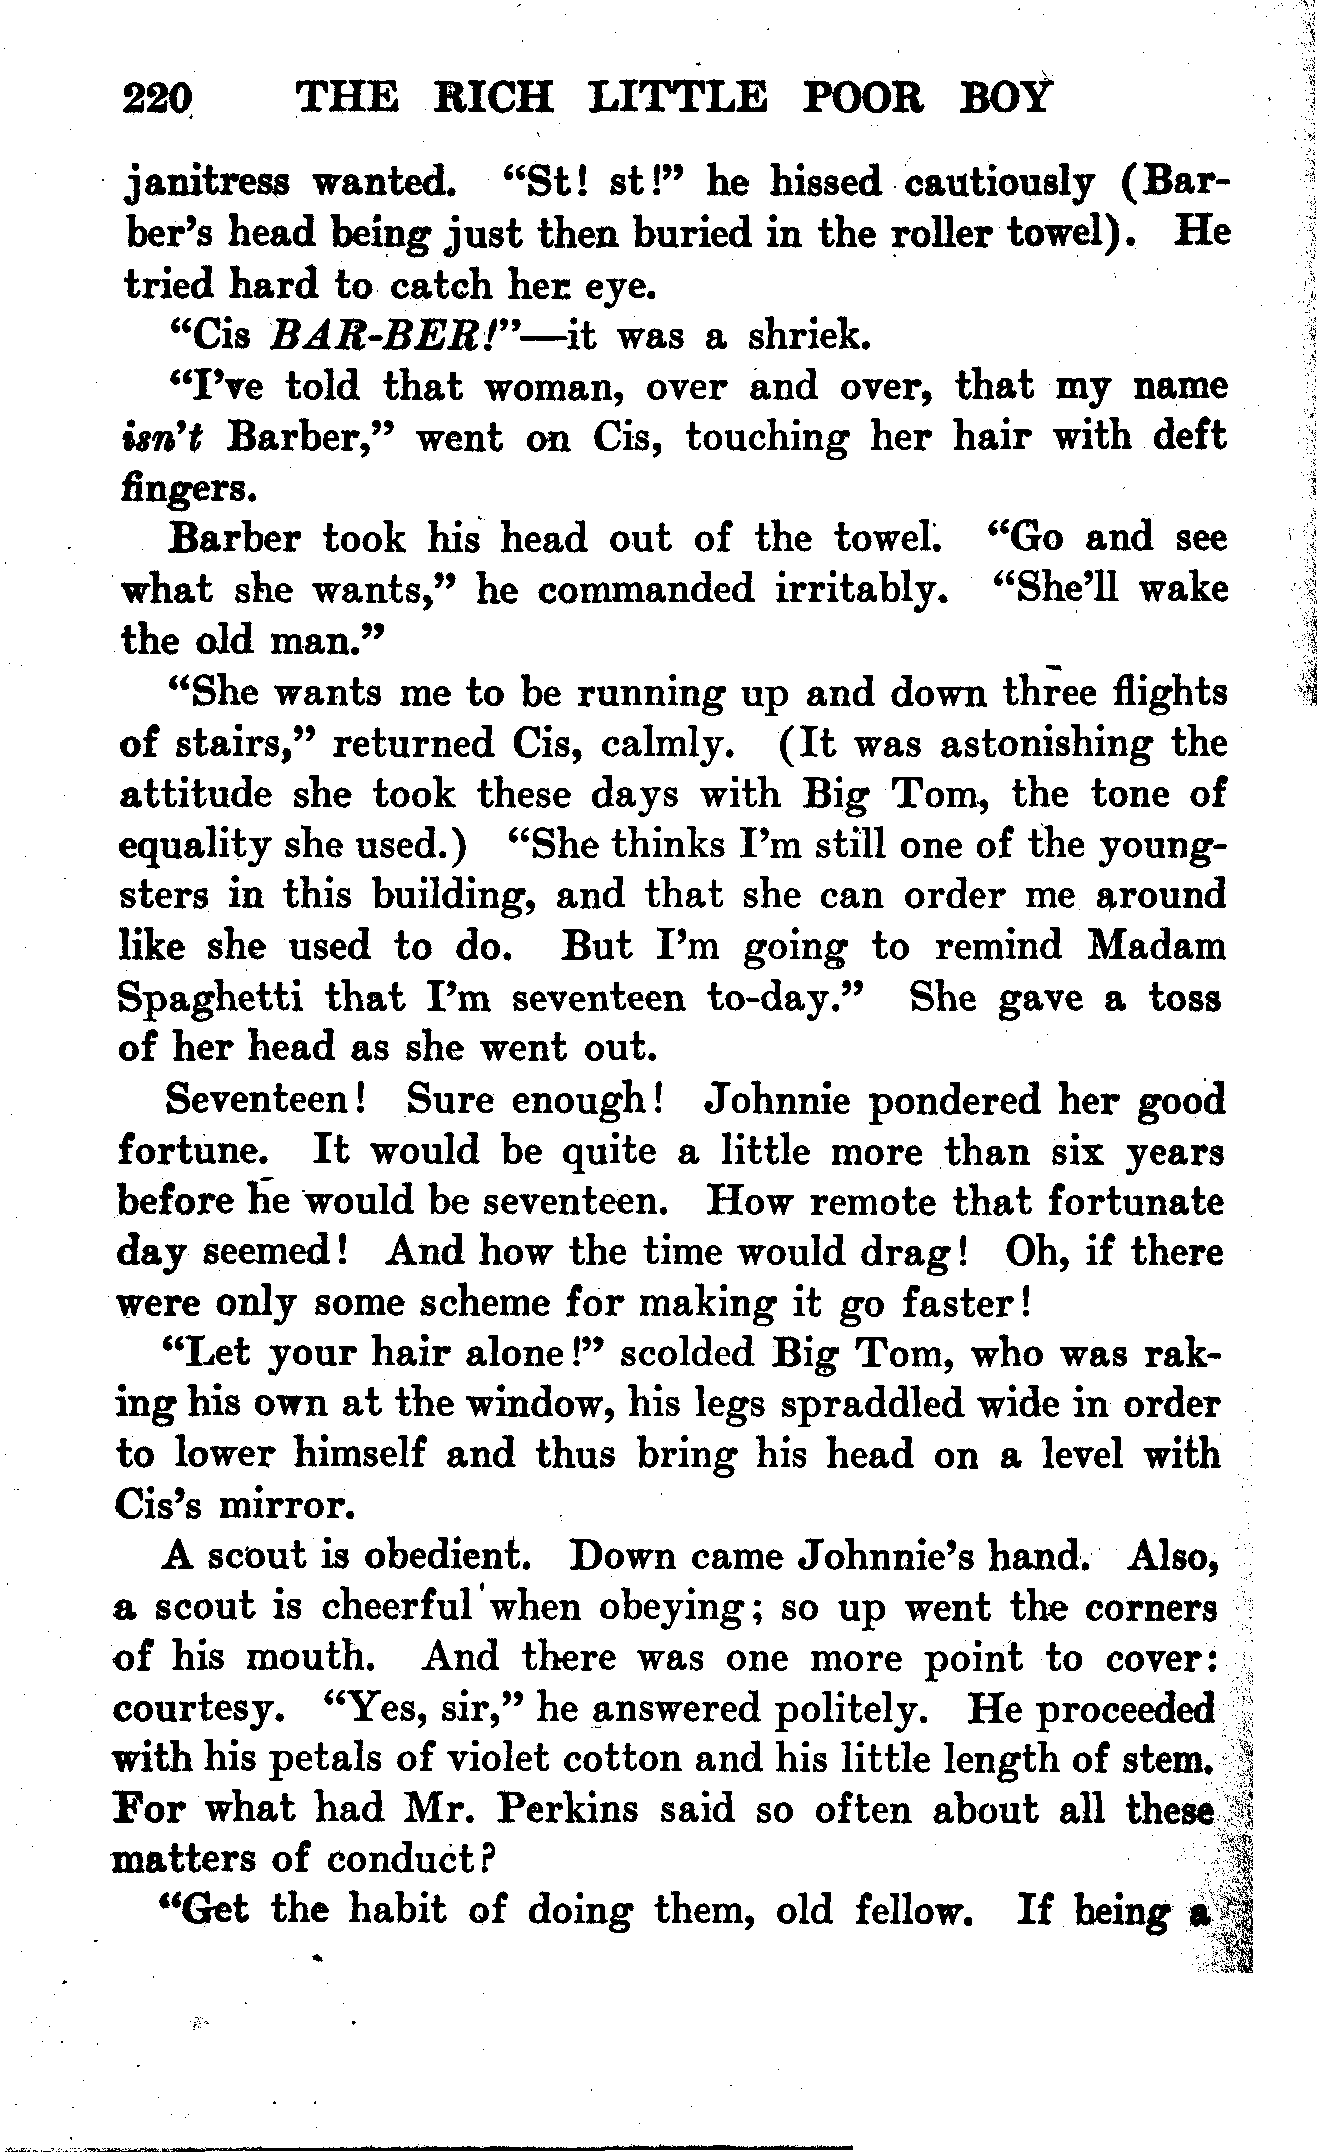 220 THE RICH LITTLE POOR BOY
janitress wanted. “St! st!” he hissed cautiously (Bar-
ber’s head being just then buried in the roller towel). He
tried hard to catch her eye.
“Cis BAR-BER!”—it was a shriek.
“I’ve told that woman, over and over, that my name
isn’t Barber,” went on Cis, touching her hair with deft
fingers.
Barber took his head out of the towel. “Go and see
what she wants,” he commanded irritably. “She’ll wake
the old man.”
“She wants me to be running up and down three flights
of stairs,” returned Cis, calmly. (It was astonishing the
attitude she took these days with Big Tom, the tone of
equality she used.) “She thinks I’m still one of the young-
sters in this building, and that she can order me around
like she used to do. But I’m going to remind Madam
Spaghetti that I’m seventeen to-day.” She gave a toss
of her head as she went out.
Seventeen! Sure enough! Johnnie pondered her good
fortune. It would be quite a little more than six years
before he would be seventeen. How remote that fortunate
day seemed! And how the time would drag! Oh, if there
were only some scheme for making it go faster!
“Let your hair alone!” scolded Big Tom, who was rak-
ing his own at the window, his legs spraddled wide in order
to lower himself and thus bring his head on a level with
Cis’s mirror.
A scout is obedient. Down came Johnnie’s hand. Also,
a scout is cheerful when obeying; so up went the corners
of his mouth. And there was one more point to cover:
courtesy. “Yes, sir,” he answered politely. He proceeded
with his petals of violet cotton and his little length of stem.
For what had Mr. Perkins said so often about all these
matters of conduct?
“Get the habit of doing them, old fellow. If being a